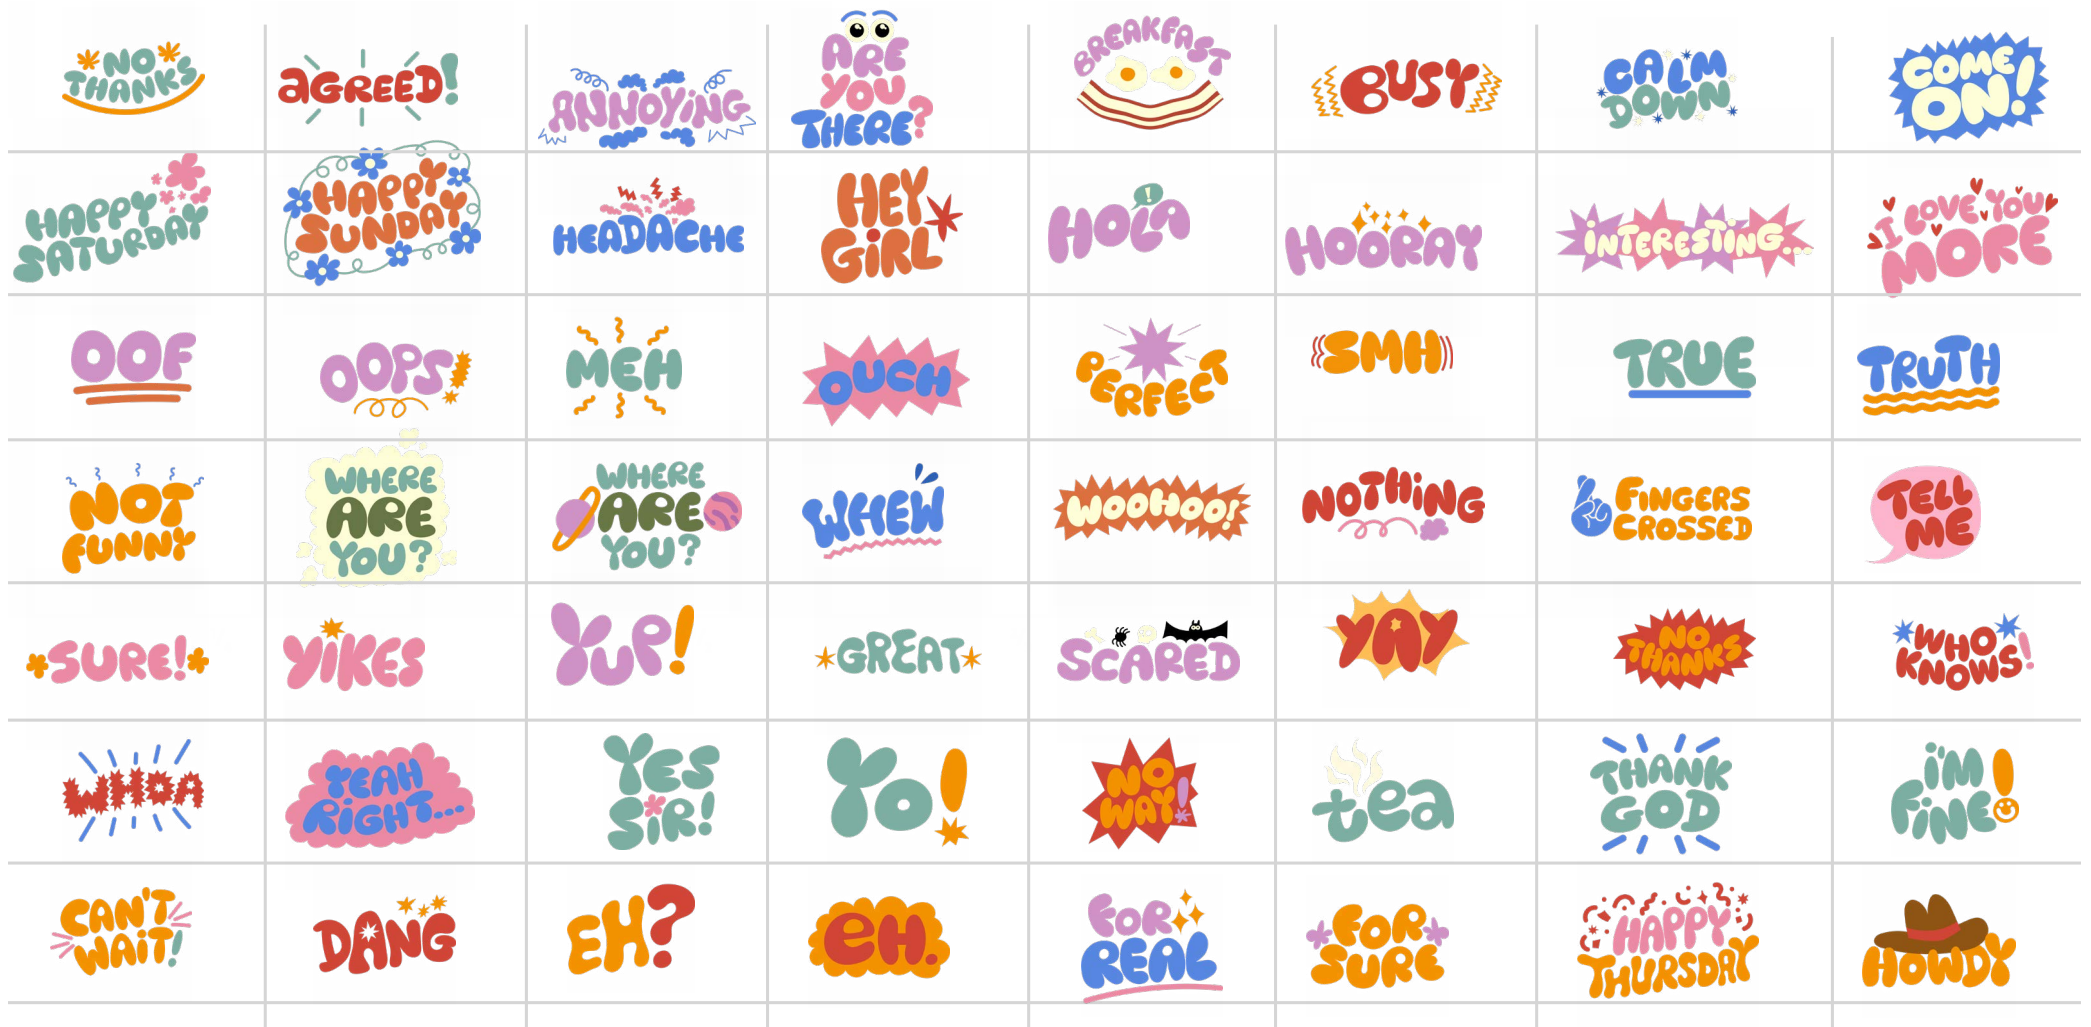 NO
THANKS
aGREED!
ANNOYiNG
ARE
YOU
THERE?
BREAKFAST
BUSY
CALM
DOWN
COME
ON!
HAPPY
SATURDAY
HAPPY
SUNDAY
HEADACHE
HEY
GiRL
HOLA
!
HOORAY
iNTERESTING...
I LOVE YOU
MORE
OOF
OOPS!
MEH
OUCH
PERFECT
SMH
TRUE
TRUTH
NOT
FUNNY
WHERE
ARE
YOU?
WHERE
ARE
YOU?
WHEW
WOOHOO!
NOTHiNG
FiNGERS
CROSSED
TELL
ME
SURE!
YiKES
YUP!
GREAT
SCARED
YAY
NO
THANKS
WHO
KNOWS!
WHOA
YEAH
RiGHT...
YES
SiR!
Yo!
NO
WAY!
tea
THANK
GOD
i'M
FiNE!
CAN'T
WAiT!
DANG
EH?
eH.
FOR
REAL
FOR
SURE
HAPPY
THURSDAY
HOWDY